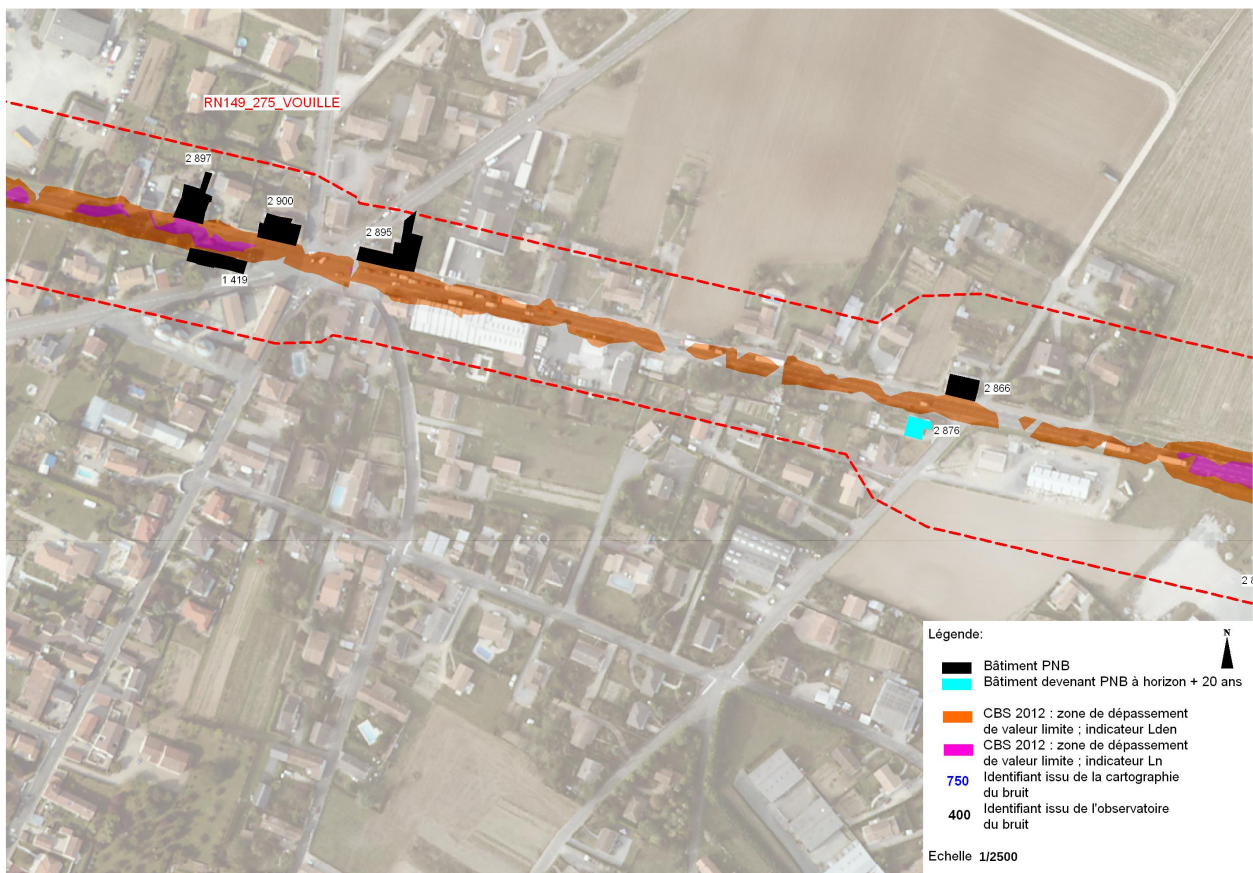 RN149_275_VOUILLE
2 897
2 900
2 895
1 419
2 866
2 876
2 8
Légende:
N
Bâtiment PNB
Bâtiment devenant PNB à horizon + 20 ans
CBS 2012 : zone de dépassement
de valeur limite ; indicateur Lden
CBS 2012 : zone de dépassement
de valeur limite ; indicateur Ln
750 Identifiant issu de la cartographie
du bruit
400 Identifiant issu de l'observatoire
du bruit
Echelle 1/2500